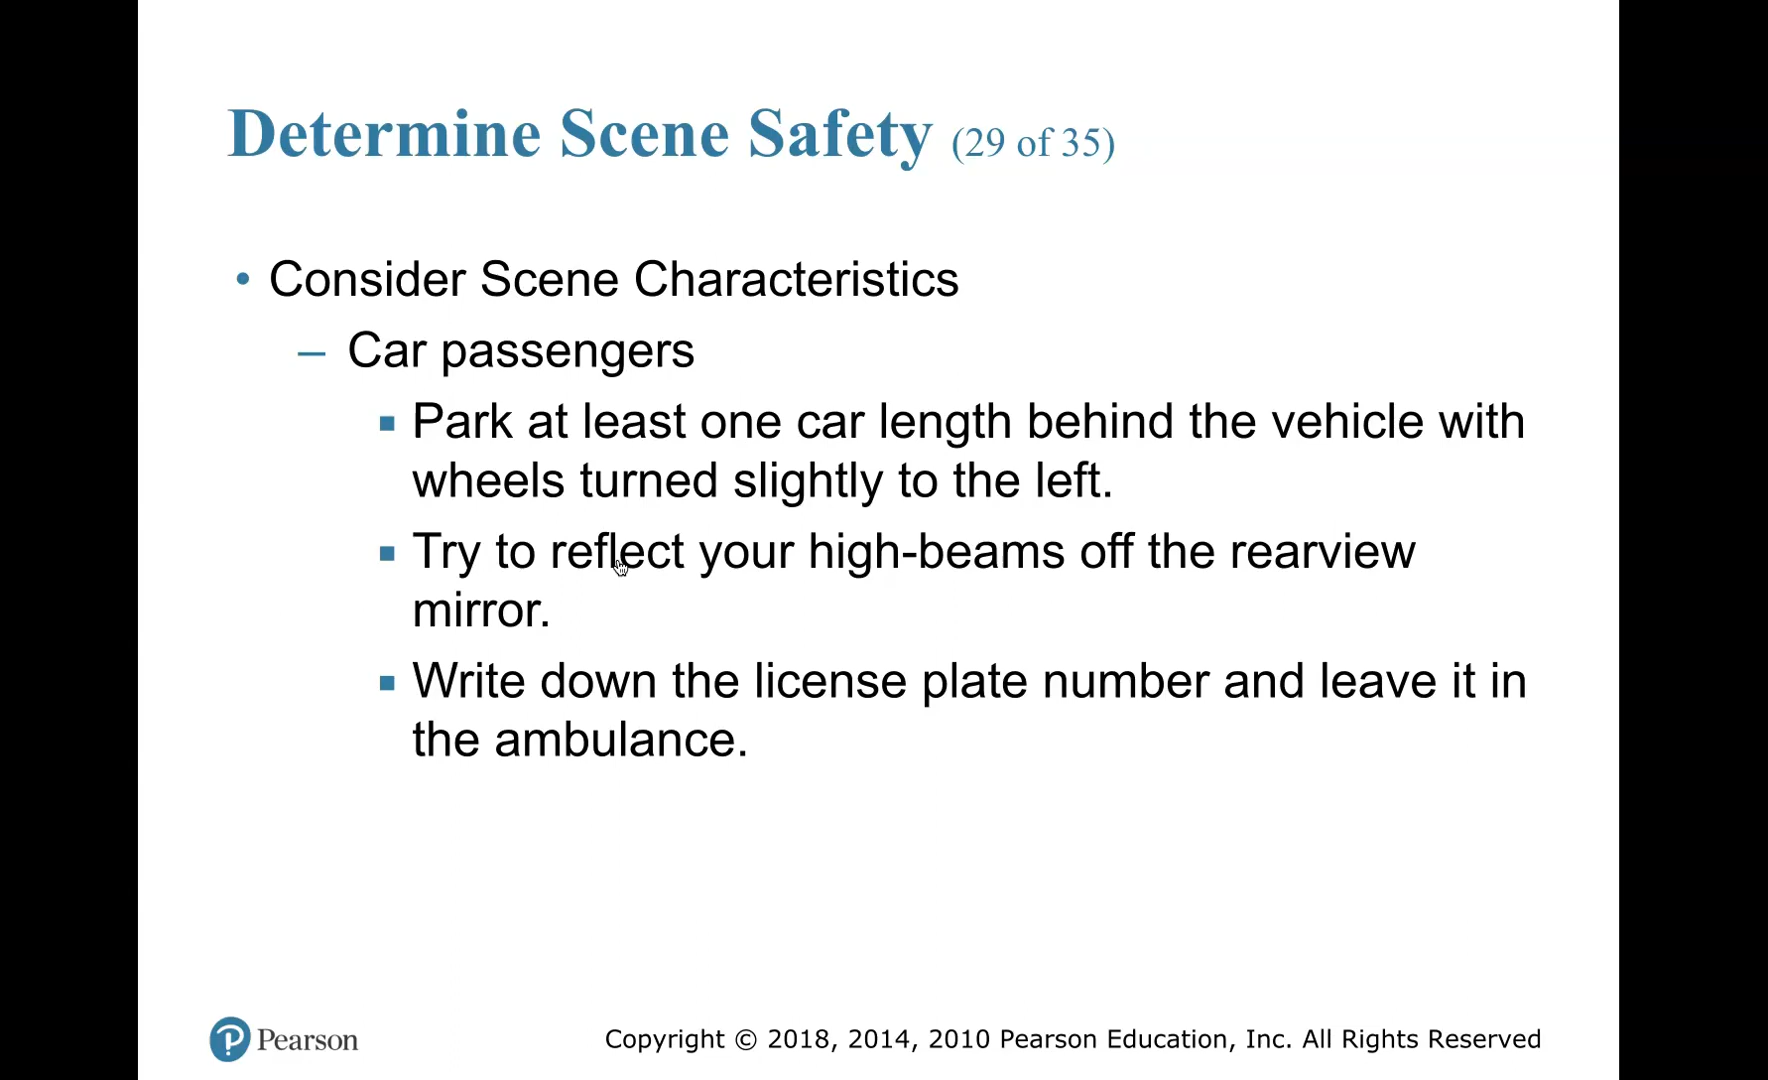 Determine Scene Safety (29 of 35)
• Consider Scene Characteristics
– Car passengers
▪ Park at least one car length behind the vehicle with
wheels turned slightly to the left.
▪ Try to reflect your high-beams off the rearview
mirror.
▪ Write down the license plate number and leave it in
the ambulance.
P Pearson
Copyright © 2018, 2014, 2010 Pearson Education, Inc. All Rights Reserved